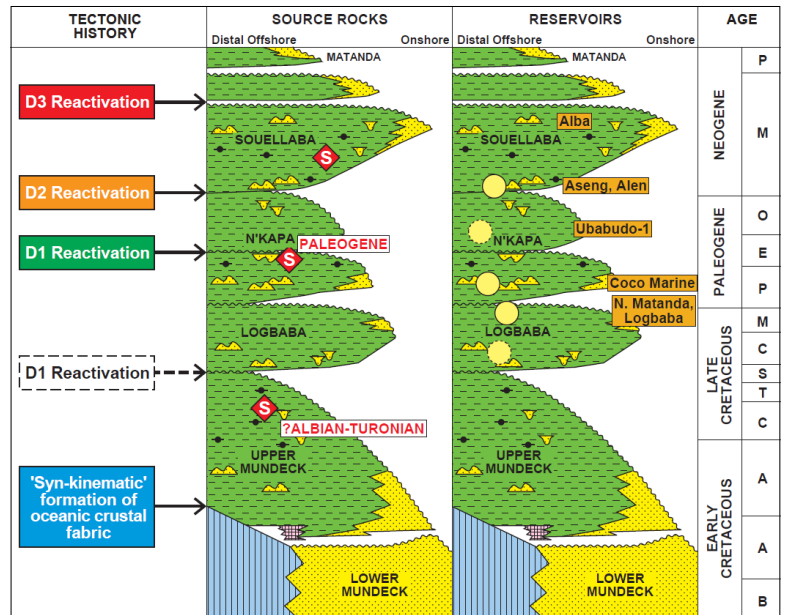 TECTONIC
HISTORY
SOURCE ROCKS
RESERVOIRS
AGE
Distal Offshore
Onshore
Distal Offshore
Onshore
MATANDA
MATANDA
P
D3 Reactivation
Alba
SOUELLABA
SOUELLABA
S
NEOGENE
M
D2 Reactivation
Aseng, Alen
N'KAPA
PALEOGENE
S
N'KAPA
Ububudo-1
D1 Reactivation
Coco Marine
N. Matanda,
Logbaba
PALEOGENE
O
E
P
LOGBABA
LOGBABA
D1 Reactivation
S
?ALBIAN-TURONIAN
LATE
CRETACEOUS
M
C
S
T
C
UPPER
MUNDECK
UPPER
MUNDECK
'Syn-kinematic'
formation of
oceanic crustal
fabric
LOWER
MUNDECK
LOWER
MUNDECK
EARLY
CRETACEOUS
A
A
B